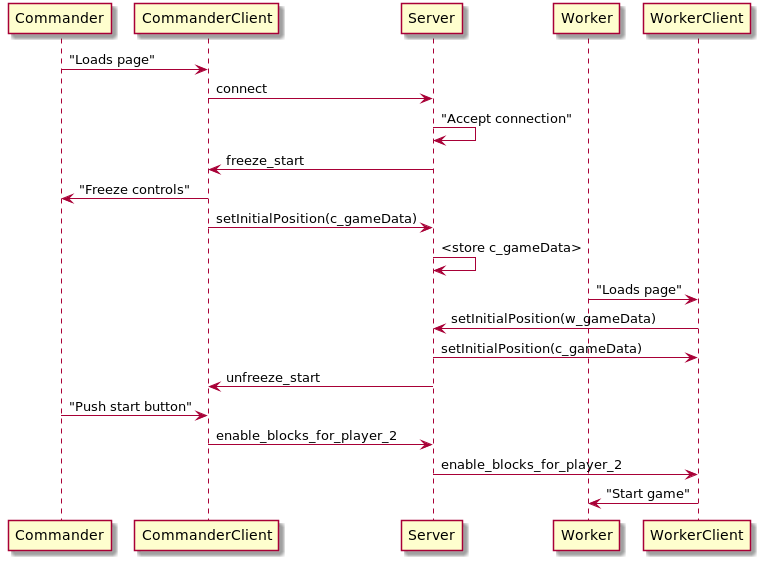 Commander CommanderClient Server Worker WorkerClient
"Loads page"
connect
"Accept connection"
freeze_start
"Freeze controls"
setInitialPosition(c_gameData)
<store c_gameData>
"Loads page"
setInitialPosition(w_gameData)
setInitialPosition(c_gameData)
unfreeze_start
"Push start button"
enable_blocks_for_player_2
enable_blocks_for_player_2
"Start game"
Commander CommanderClient Server Worker WorkerClient